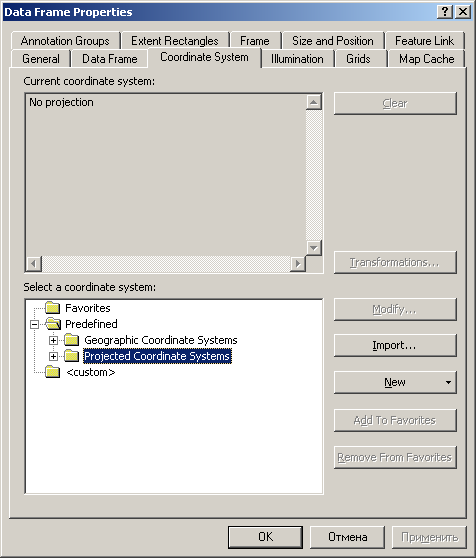 Data Frame Properties
Annotation Groups Extent Rectangles Frame Size and Position Feature Link
General Data Frame Coordinate System Illumination Grids Map Cache
Current coordinate system:
No projection
Clear
Transformations...
Select a coordinate system:
Favorites
Predefined
Geographic Coordinate Systems
Projected Coordinate Systems
<custom>
Modify...
Import...
New
Add To Favorites
Remove From Favorites
OK Отмена Применить